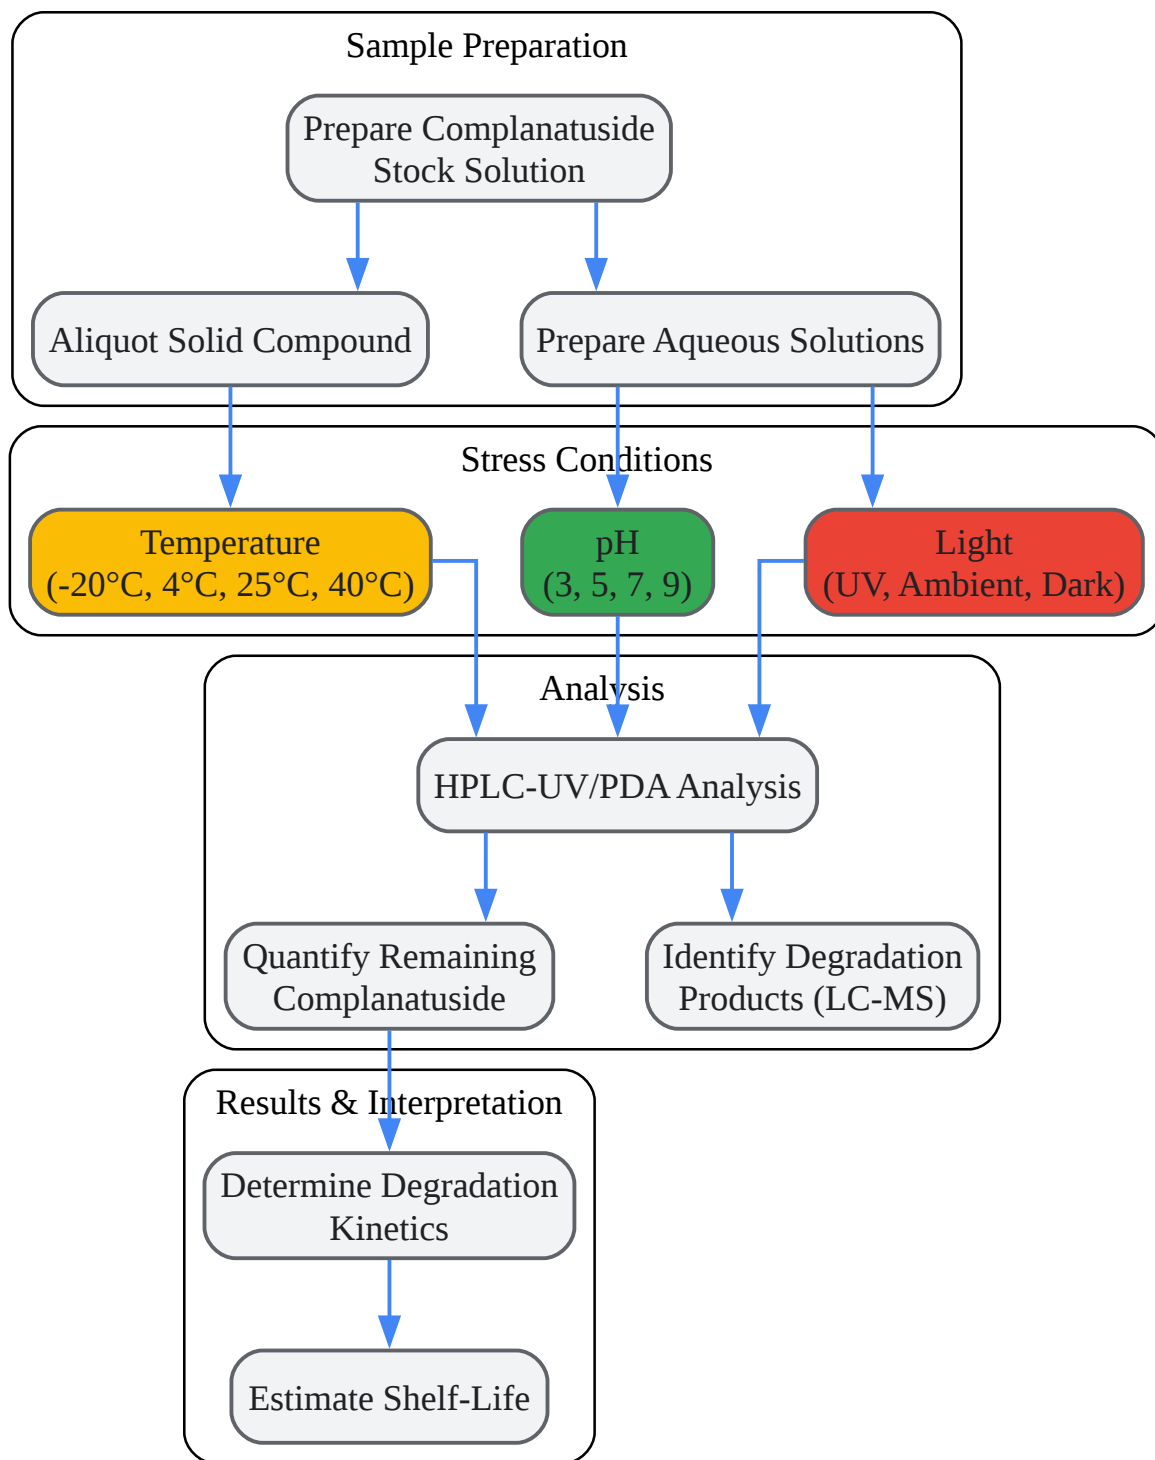 Sample Preparation
Prepare Complanatuside
Stock Solution
Aliquot Solid Compound
Prepare Aqueous Solutions
Stress Conditions
Temperature
(-20°C, 4°C, 25°C, 40°C)
pH
(3, 5, 7, 9)
Light
(UV, Ambient, Dark)
Analysis
HPLC-UV/PDA Analysis
Quantify Remaining
Complanatuside
Identify Degradation
Products (LC-MS)
Results & Interpretation
Determine Degradation
Kinetics
Estimate Shelf-Life